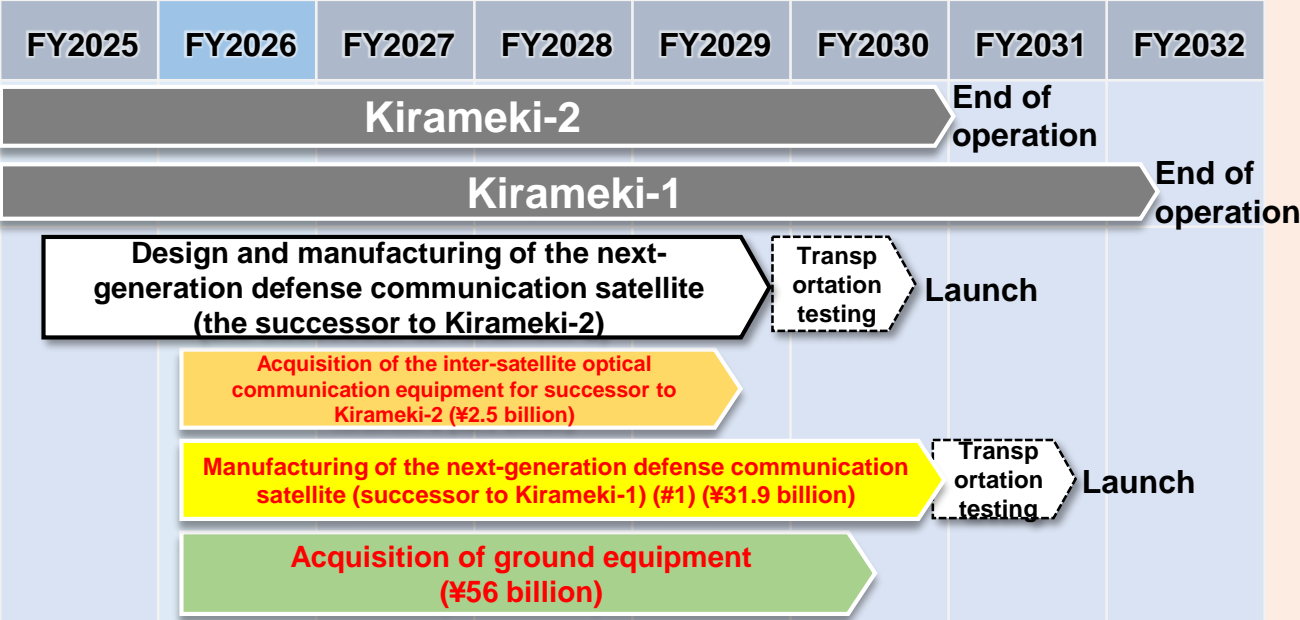 FY2025 FY2026 FY2027 FY2028 FY2029 FY2030 FY2031 FY2032
Kirameki-2
End of
operation
Kirameki-1
End of
operation
Design and manufacturing of the next-
generation defense communication satellite
(the successor to Kirameki-2)
Transp
ortation
testing
Launch
Acquisition of the inter-satellite optical
communication equipment for successor to
Kirameki-2 (¥2.5 billion)
Manufacturing of the next-generation defense communication
satellite (successor to Kirameki-1) (#1) (¥31.9 billion)
Transp
ortation
testing
Launch
Acquisition of ground equipment
(¥56 billion)